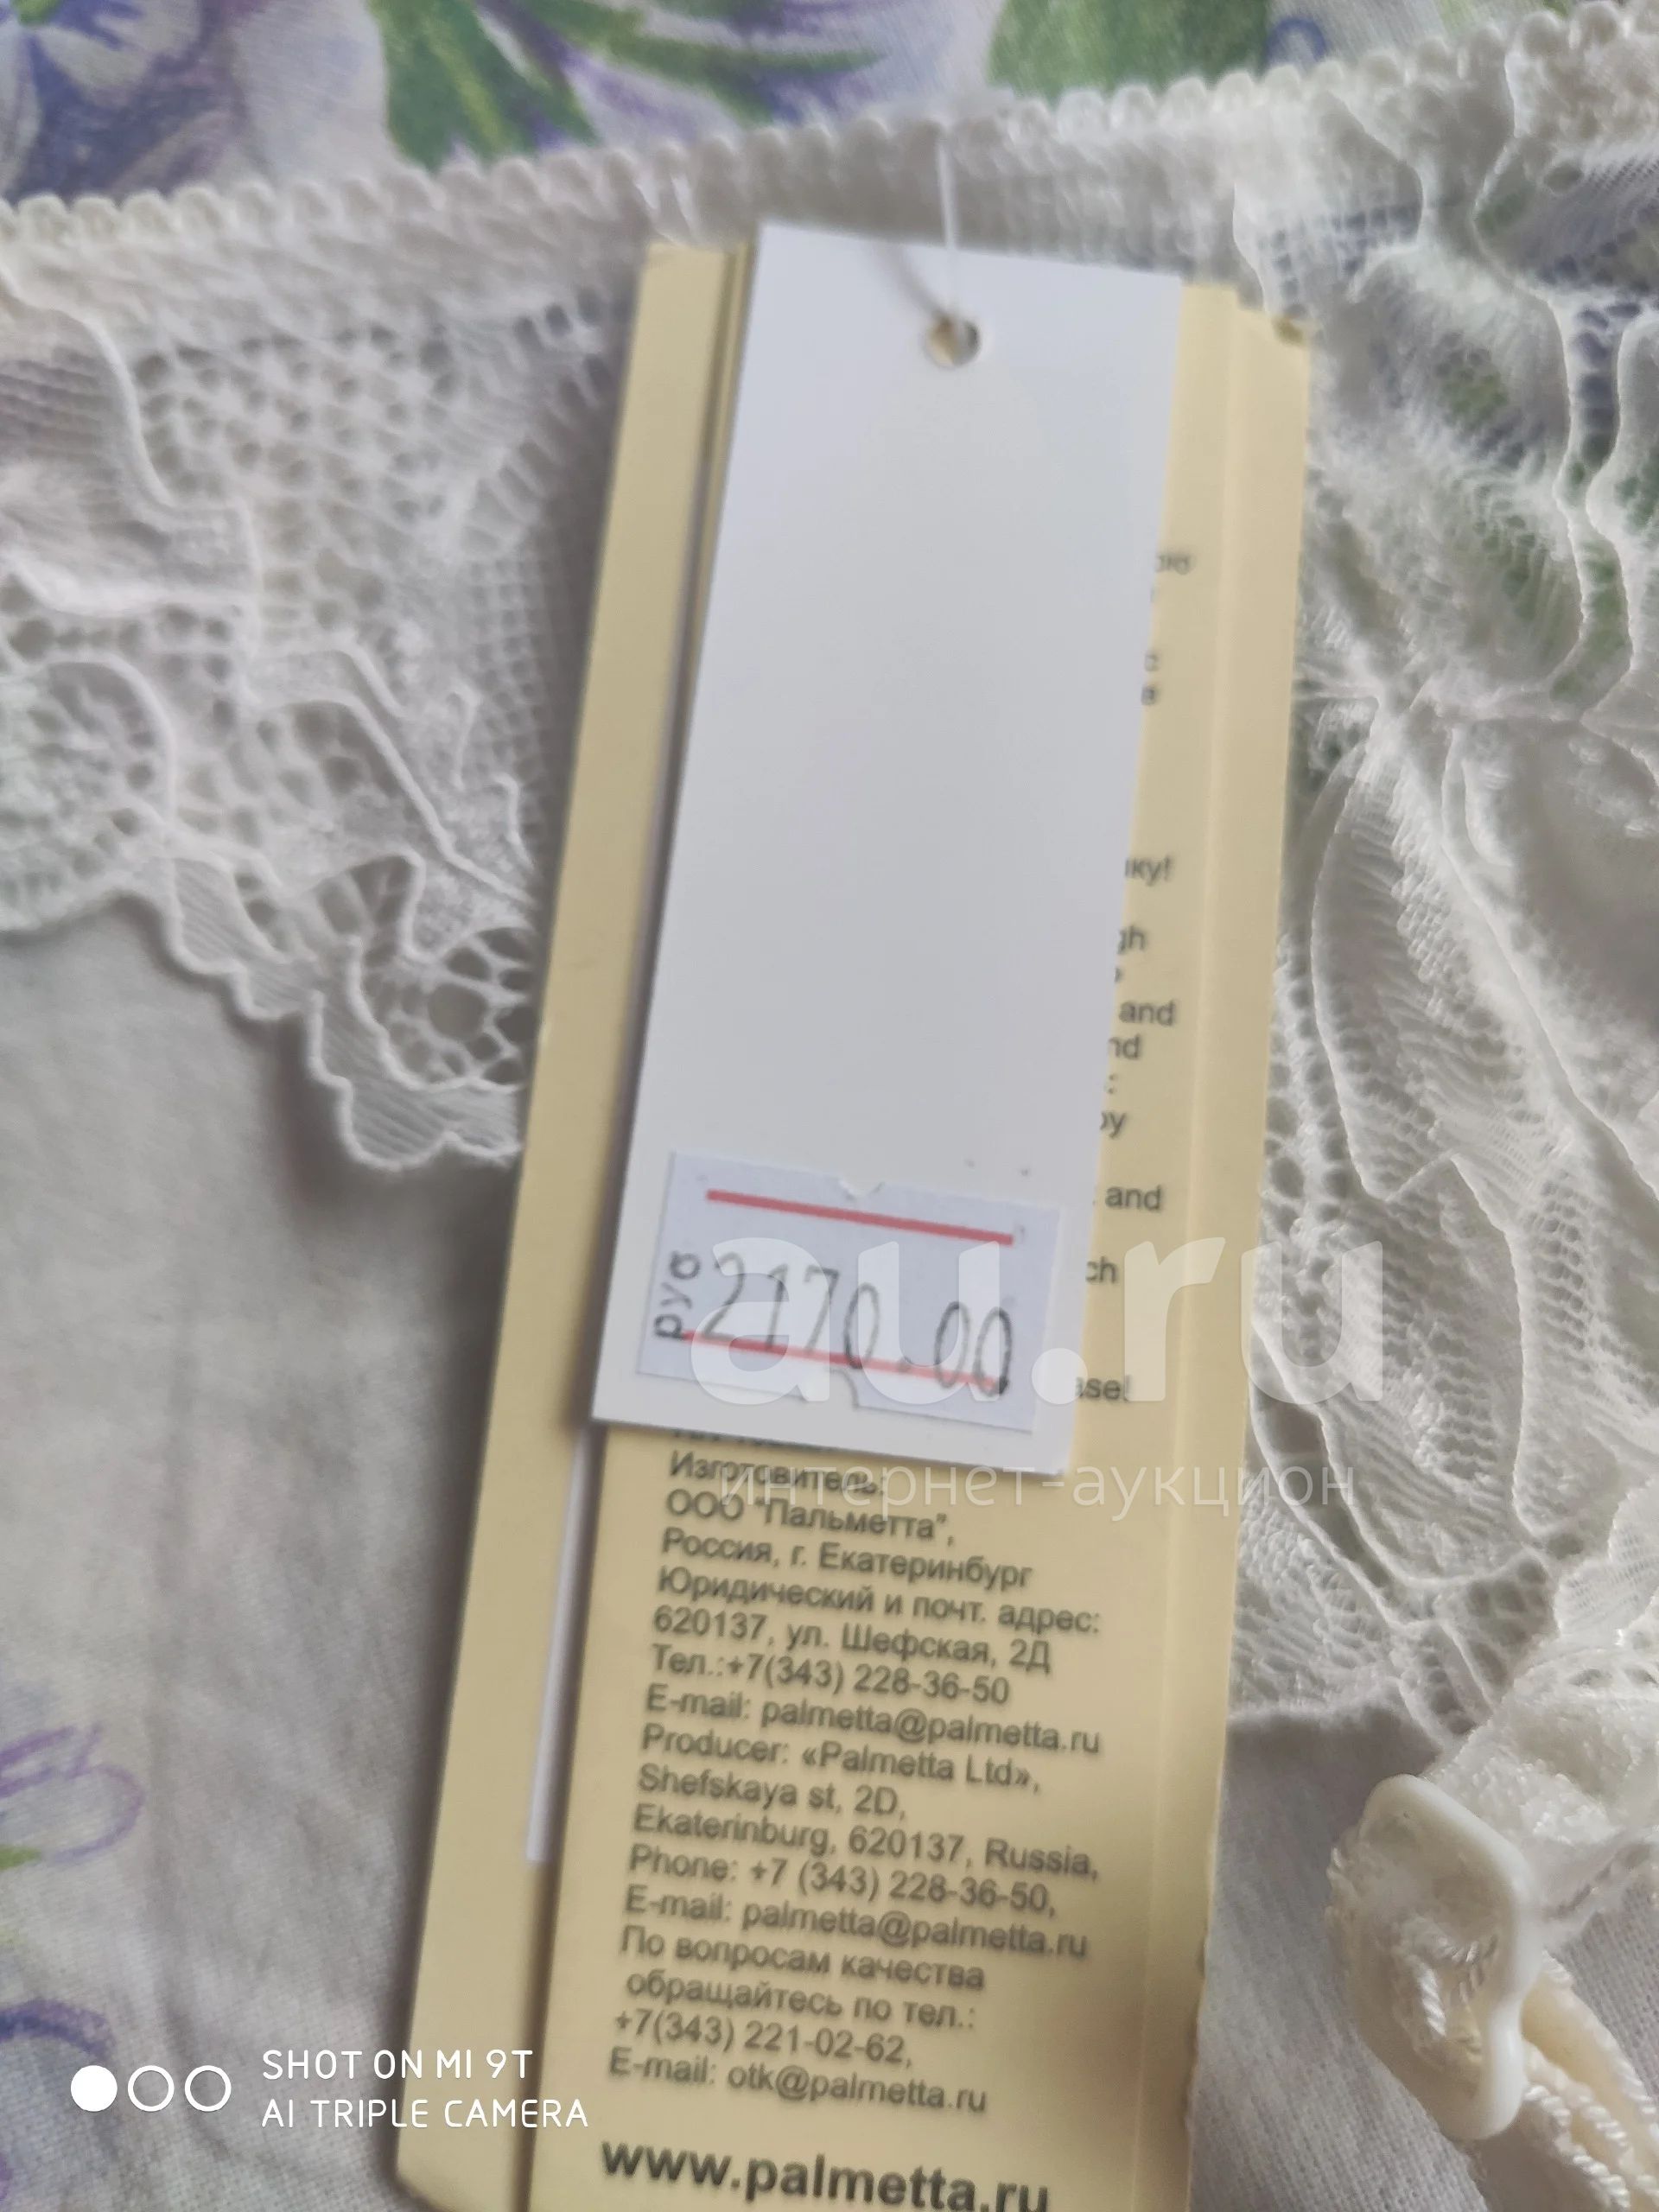 ку!
and
and
руб 2170-00
au.ru
интернет-аукцион
Изготовитель:
ООО "Пальметта",
Россия, г. Екатеринбург
Юридический и почт. адрес:
620137, ул. Шефская, 2Д
Тел.:+7(343) 228-36-50
E-mail: palmetta@palmetta.ru
Producer: «Palmetta Ltd»,
Shefskaya st, 2D,
Ekaterinburg, 620137, Russia,
Phone: +7 (343) 228-36-50,
E-mail: palmetta@palmetta.ru
По вопросам качества
обращайтесь по тел.:
+7(343) 221-02-62,
E-mail: otk@palmetta.ru
www.palmetta.ru
SHOT ON MI 9T
AI TRIPLE CAMERA